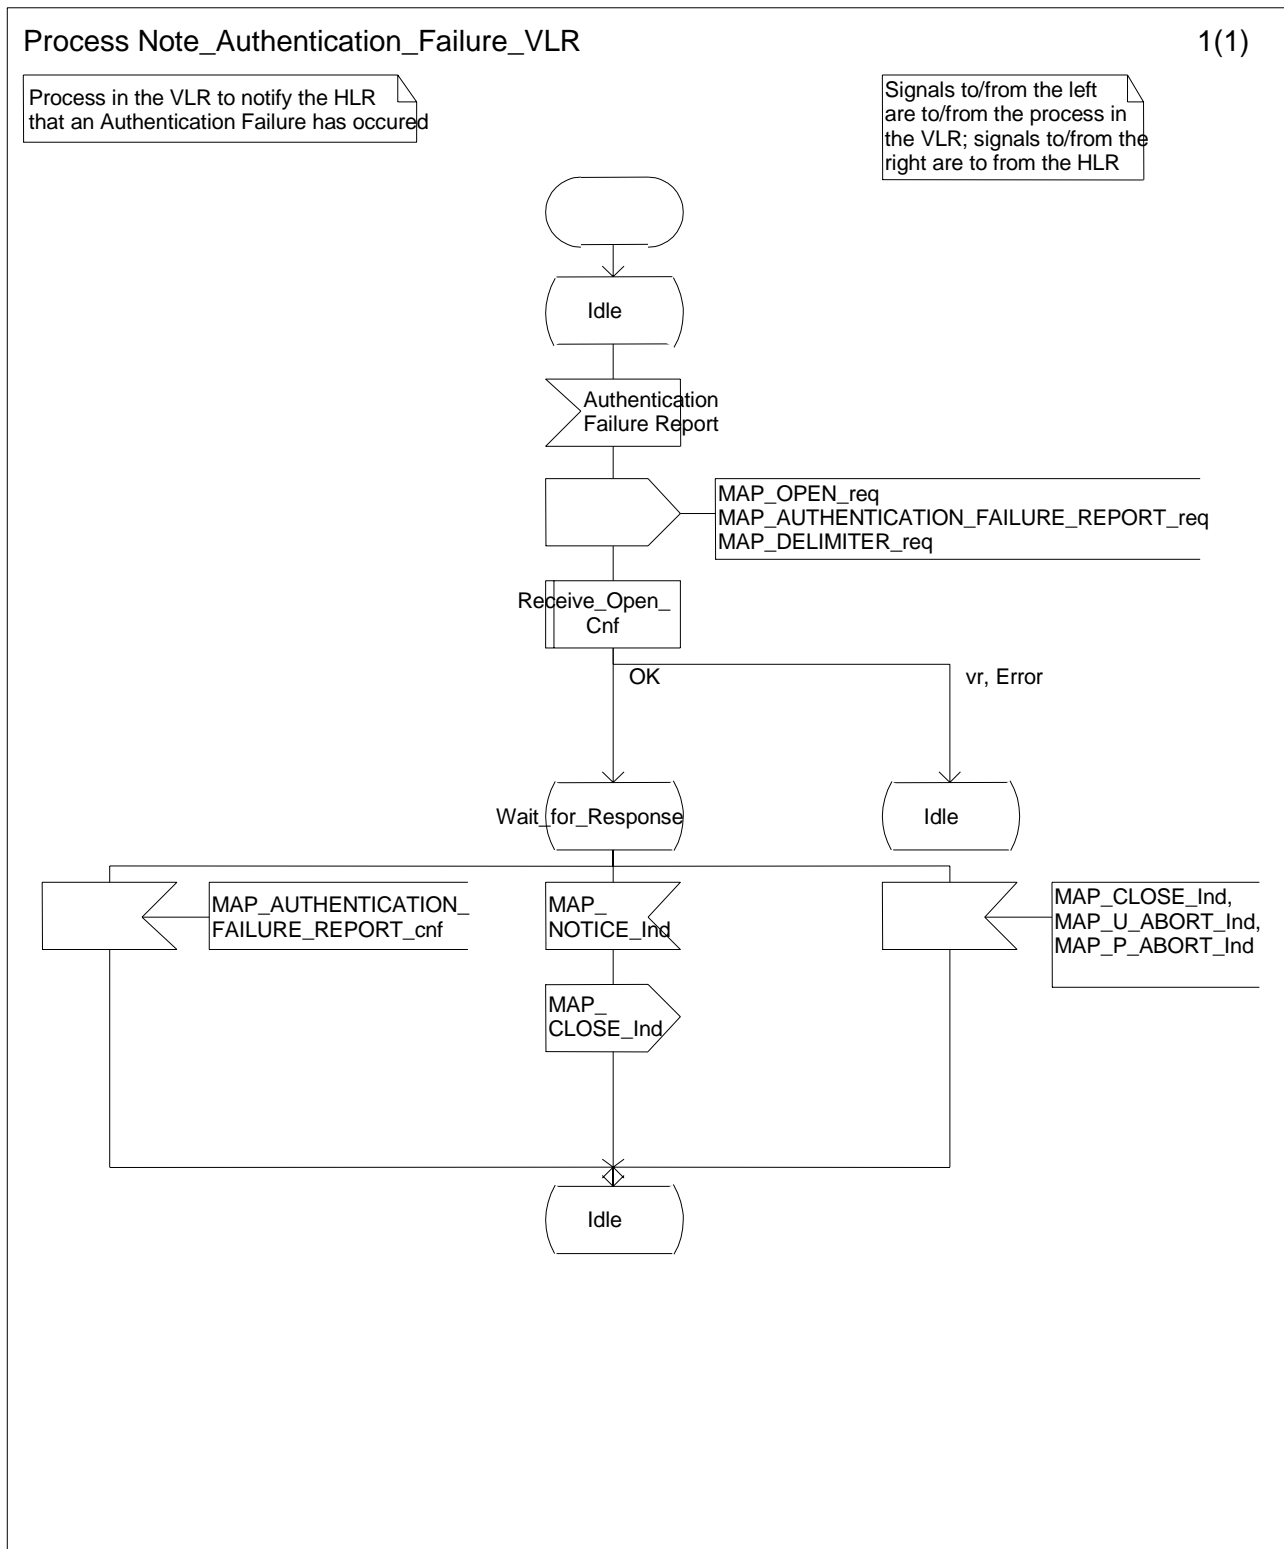 Process Note_Authentication_Failure_VLR
1(1)
Process in the VLR to notify the HLR
that an Authentication Failure has occured
Signals to/from the left
are to/from the process in
the VLR; signals to/from the
right are to from the HLR
Idle
Authentication
Failure Report
MAP_OPEN_req
MAP_AUTHENTICATION_FAILURE_REPORT_req
MAP_DELIMITER_req
Receive_Open_
Cnf
OK
vr, Error
Wait_for_Response
Idle
MAP_AUTHENTICATION_
FAILURE_REPORT_cnf
MAP_
NOTICE_Ind
MAP_CLOSE_Ind,
MAP_U_ABORT_Ind,
MAP_P_ABORT_Ind
MAP_
CLOSE_Ind
Idle